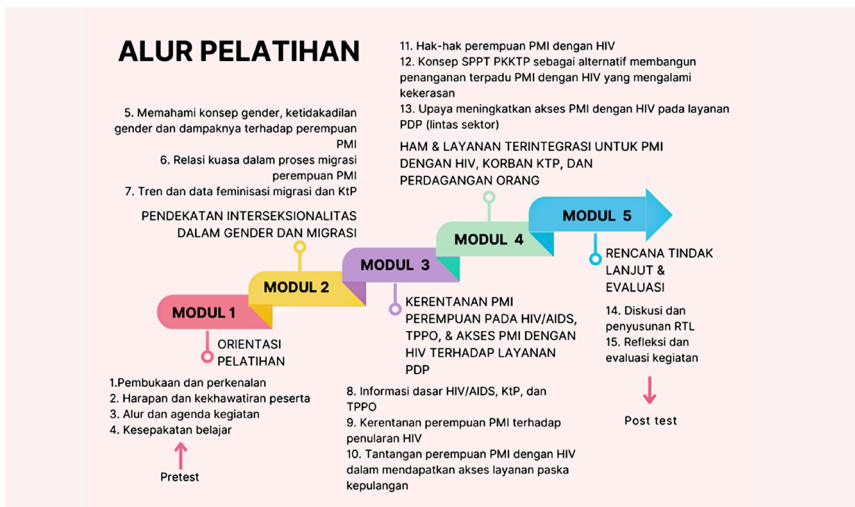 ALUR PELATIHAN
11. Hak-hak perempuan PMI dengan HIV
12. Konsep SPPT PKKTP sebagai alternatif membangun
penanganan terpadu PMI dengan HIV yang mengalami
kekerasan
13. Upaya meningkatkan akses PMI dengan HIV pada layanan
PDP (lintas sektor)
HAM & LAYANAN TERINTEGRASI UNTUK PMI
DENGAN HIV, KORBAN KTP, DAN
PERDAGANGAN ORANG
5. Memahami konsep gender, ketidakadilan
gender dan dampaknya terhadap perempuan
PMI
6. Relasi kuasa dalam proses migrasi
perempuan PMI
7. Tren dan data feminisasi migrasi dan KtP
PENDEKATAN INTERSEKSIONALITAS
DALAM GENDER DAN MIGRASI
MODUL 1
MODUL 2
MODUL 3
MODUL 4
MODUL 5
ORIENTASI
PELATIHAN
1.Pembukaan dan perkenalan
2. Harapan dan kekhawatiran peserta
3. Alur dan agenda kegiatan
4. Kesepakatan belajar
Pretest
KERENTANAN PMI
PEREMPUAN PADA HIV/AIDS,
TPPO, & AKSES PMI DENGAN
HIV TERHADAP LAYANAN
PDP
8. Informasi dasar HIV/AIDS, KtP, dan
TPPO
9. Kerentanan perempuan PMI terhadap
penularan HIV
10. Tantangan perempuan PMI dengan HIV
dalam mendapatkan akses layanan paska
kepulangan
RENCANA TINDAK
LANJUT &
EVALUASI
14. Diskusi dan
penyusunan RTL
15. Refleksi dan
evaluasi kegiatan
Post test